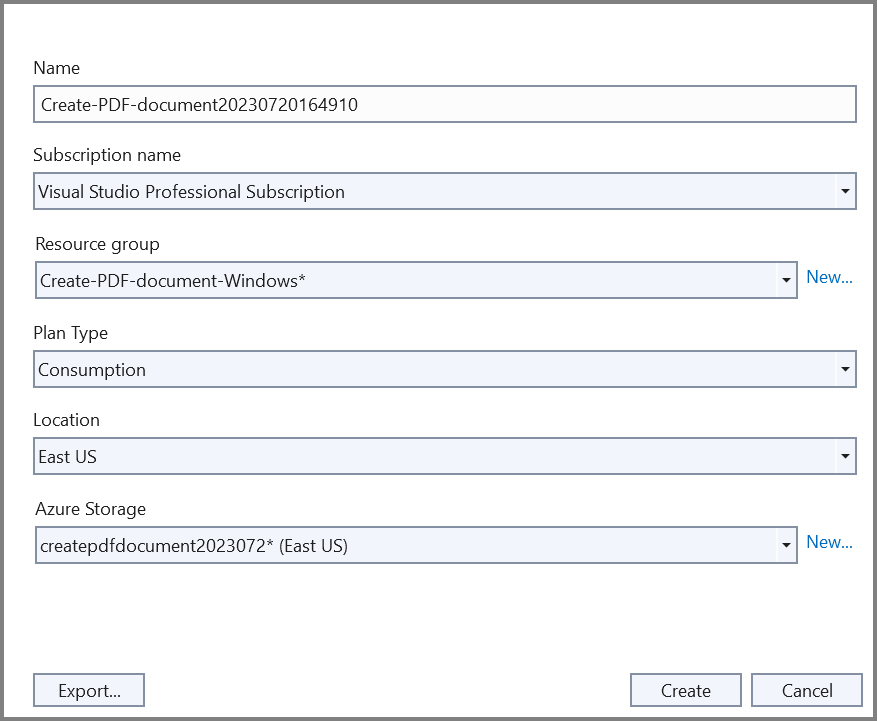 Name
Create-PDF-document20230720164910
Subscription name
Visual Studio Professional Subscription
Resource group
Create-PDF-document-Windows*
New...
Plan Type
Consumption
Location
East US
Azure Storage
createpdfdocument2023072* (East US)
New...
Export...
Create
Cancel